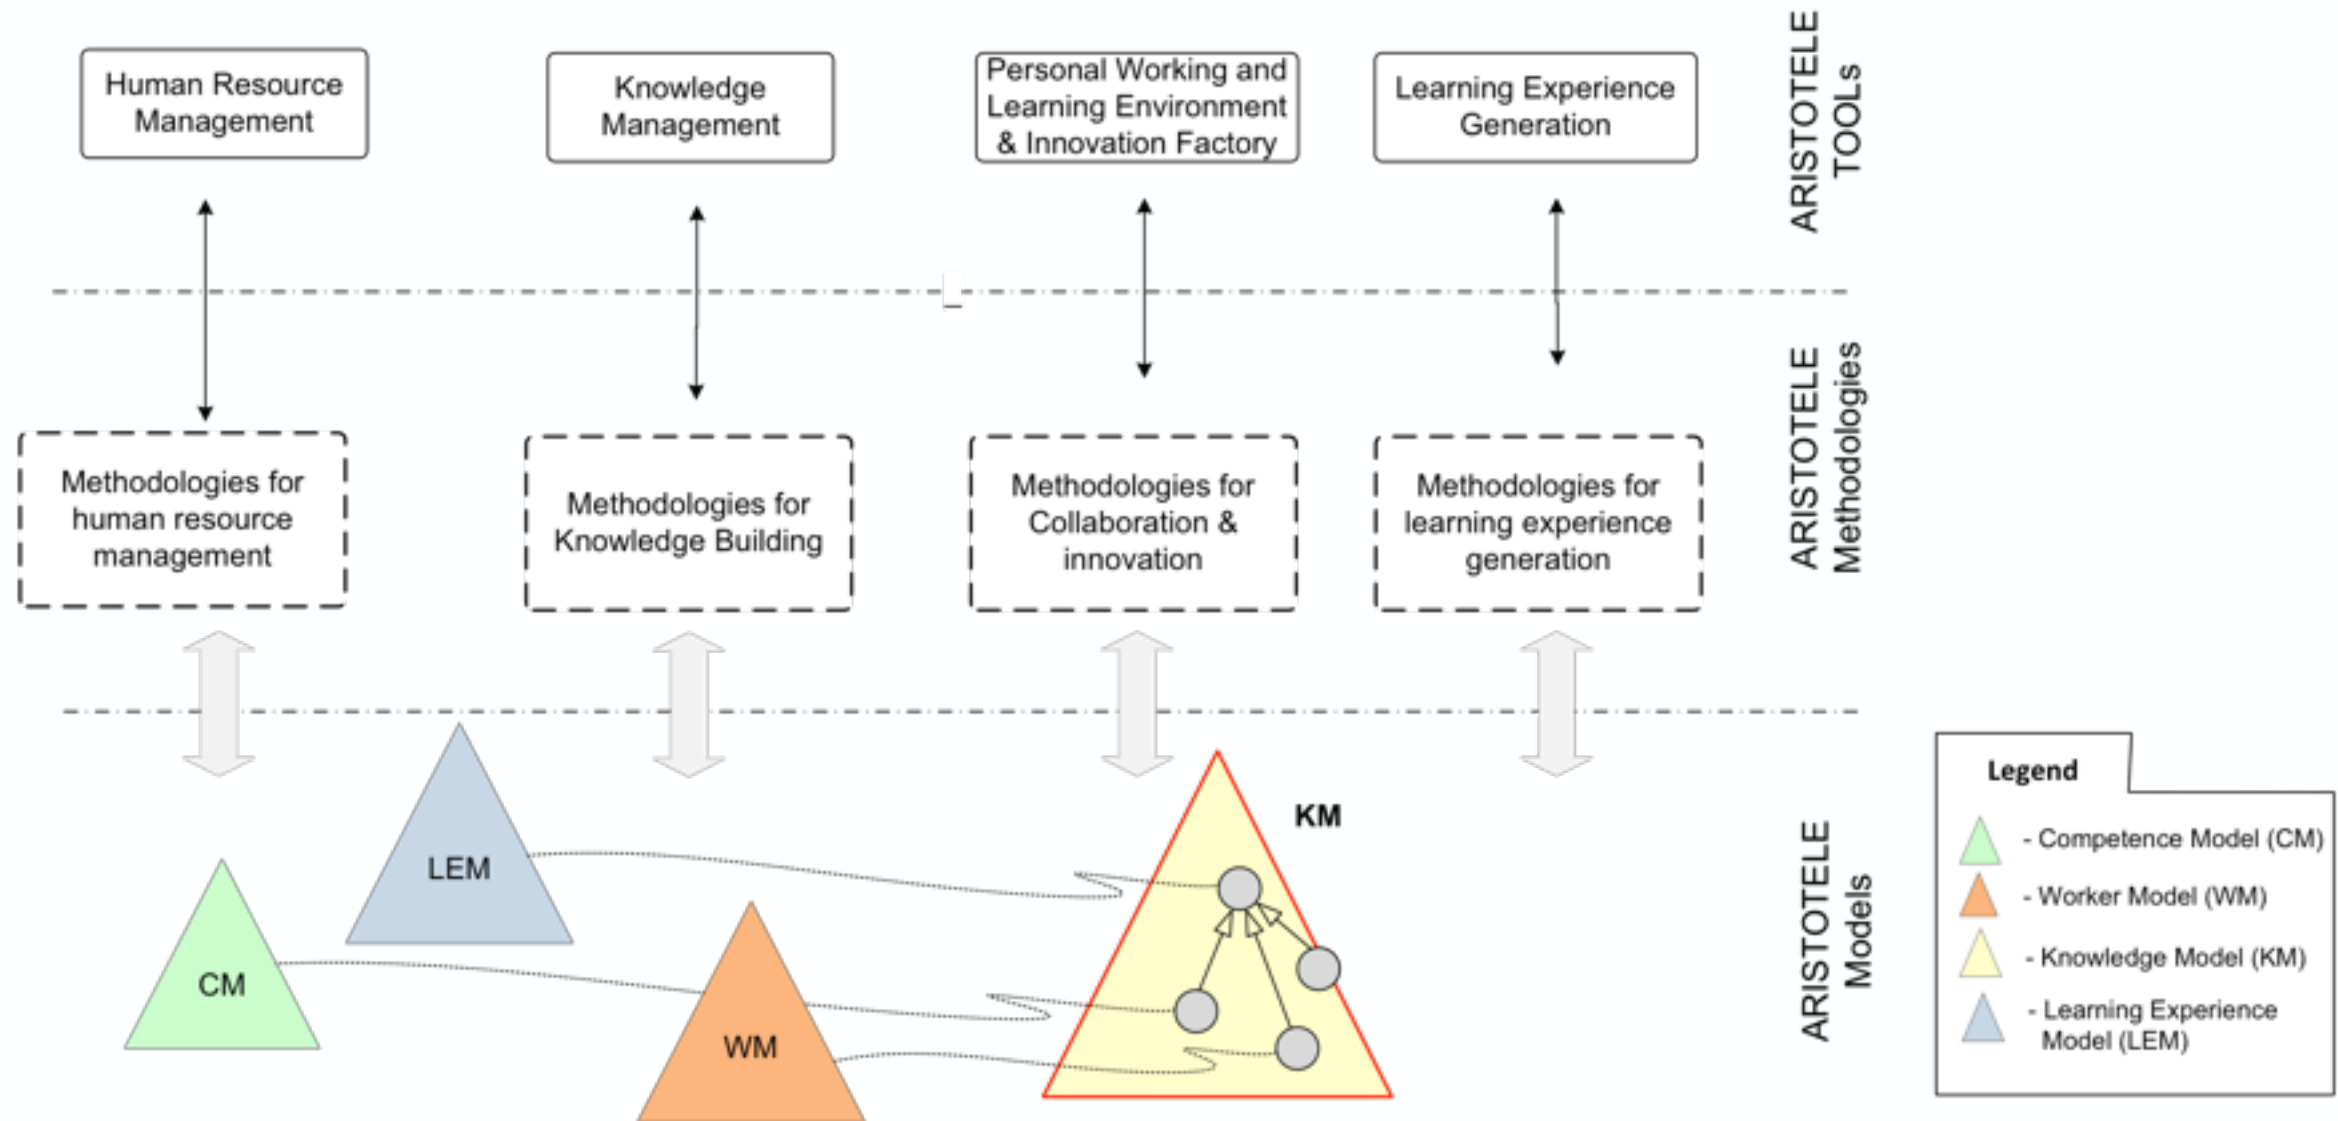 Human Resource
Management
Knowledge
Management
Personal Working and
Learning Environment
& Innovation Factory
Learning Experience
Generation
ARISTOTELE
TOOLs
Methodologies for
human resource
management
Methodologies for
Knowledge Building
Methodologies for
Collaboration &
innovation
Methodologies for
learning experience
generation
ARISTOTELE
Methodologies
LEM
CM
WM
KM
ARISTOTELE
Models
Legend
- Competence Model (CM)
- Worker Model (WM)
- Knowledge Model (KM)
- Learning Experience
Model (LEM)